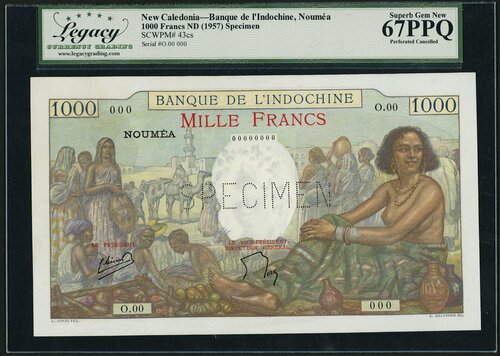 Legacy
CURRENCY GRADING
www.legacygrading.com
New Caledonia—Banque de l'Indochine, Nouméa
1000 Francs ND (1957) Specimen
SCWPM# 43cs
Serial #O.00 000
Superb Gem New
67PPQ
Perforated Cancelled
1000
000
BANQUE DE L'INDOCHINE
O.00
1000
MILLE FRANCS
NOUMÉA
00000000
SPECIMEN
LE PRÉSIDENT,
LE VICE-PRÉSIDENT
DIRECTEUR GÉNÉRAL,
O.00
000